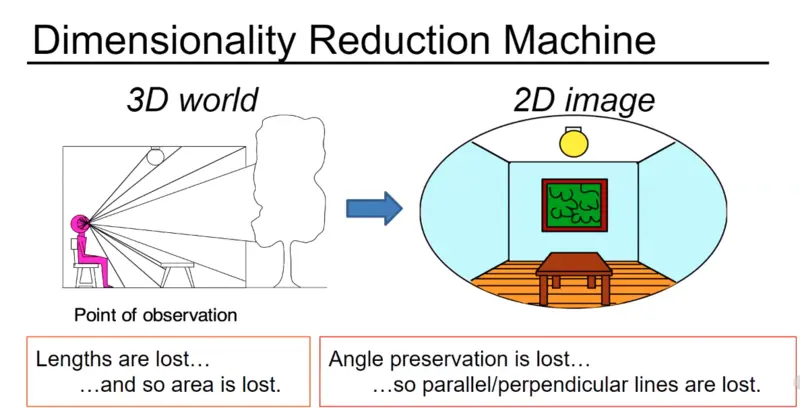 Dimensionality Reduction Machine
3D world
2D image
Point of observation
Lengths are lost…
…and so area is lost.
Angle preservation is lost…
…so parallel/perpendicular lines are lost.